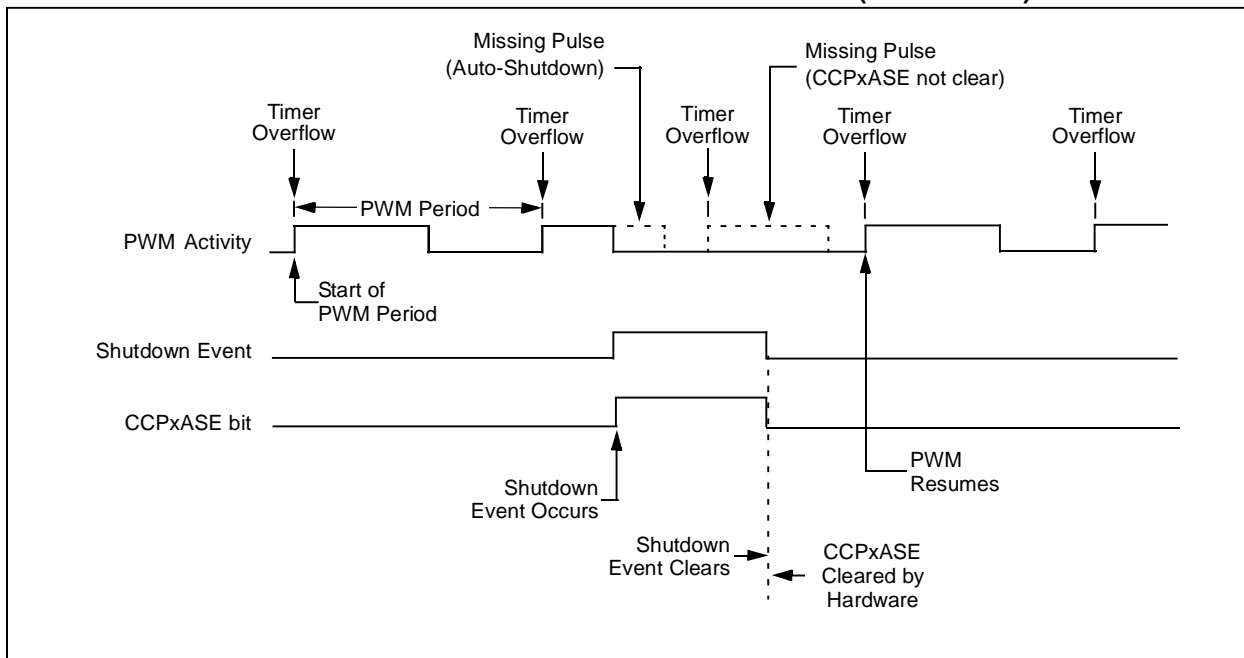 Missing Pulse
(Auto-Shutdown)
Missing Pulse
(CCPxASE not clear)
Timer
Overflow
Timer
Overflow
Timer
Overflow
Timer
Overflow
Timer
Overflow
PWM Period
PWM Activity
Start of
PWM Period
Shutdown Event
CCPxASE bit
Shutdown
Event Occurs
PWM
Resumes
Shutdown
Event Clears
CCPxASE
Cleared by
Hardware